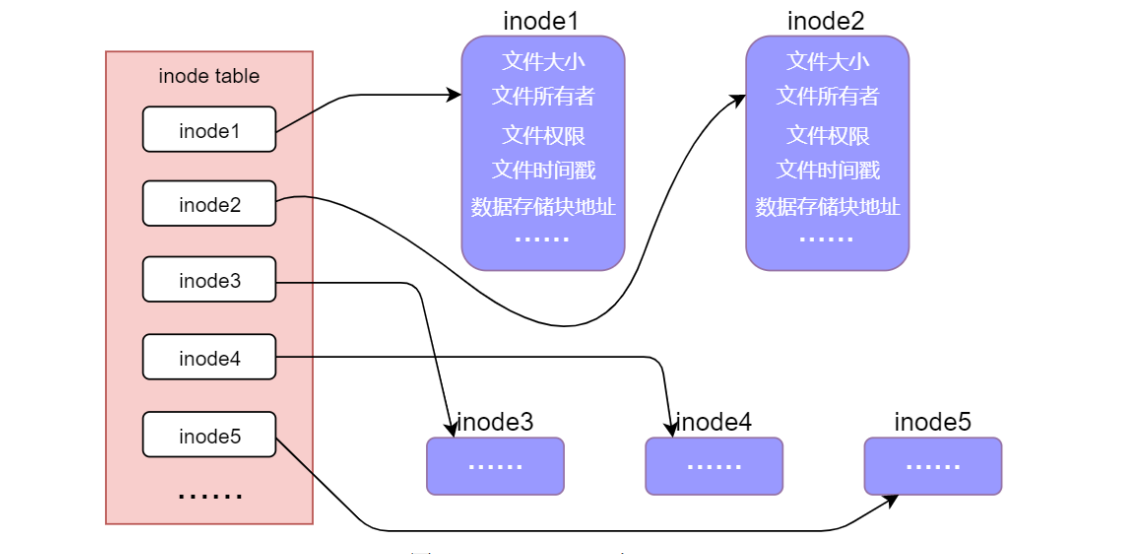 inode table
inode1
inode2
inode3
inode4
inode5
······
inode1
文件大小
文件所有者
文件权限
文件时间戳
数据存储块地址
······
inode2
文件大小
文件所有者
文件权限
文件时间戳
数据存储块地址
······
inode3
······
inode4
······
inode5
······